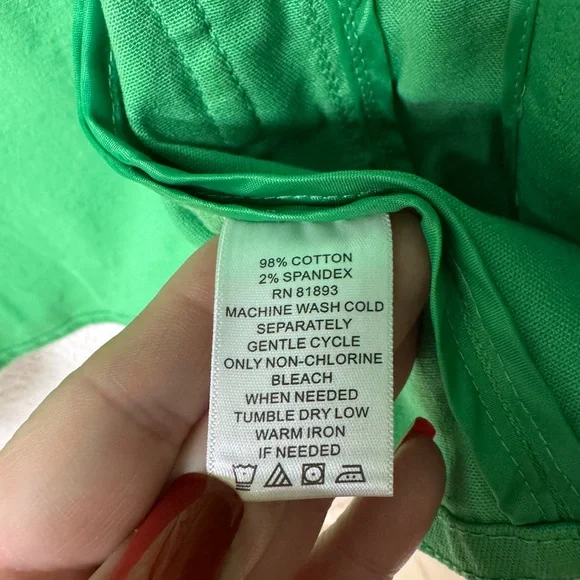 98% COTTON
2% SPANDEX
RN 81893
MACHINE WASH COLD
SEPARATELY
GENTLE CYCLE
ONLY NON-CHLORINE
BLEACH
WHEN NEEDED
TUMBLE DRY LOW
WARM IRON
IF NEEDED